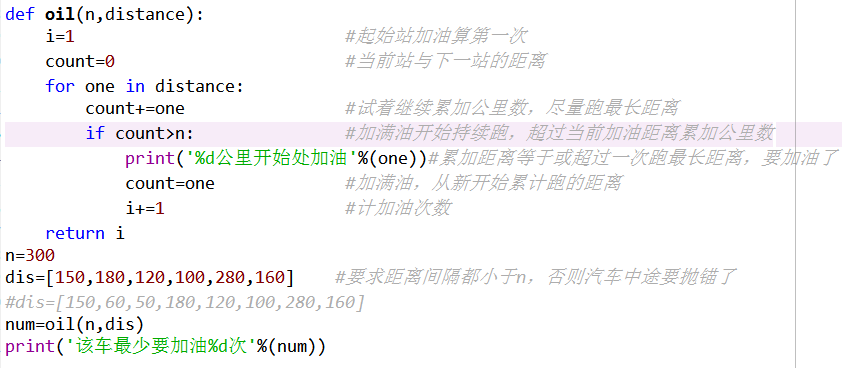 def oil(n,distance):
    i=1                          #起始站加油算第一次
    count=0                      #当前站与下一站的距离
    for one in distance:
        count+=one               #试着继续累加公里数，尽量跑最长距离
        if count>n:              #加满油开始持续跑，超过当前加油距离累加公里数
            print('%d公里开始处加油'%(one))#累加距离等于或超过一次跑最长距离，要加油了
            count=one            #加满油，从新开始累计跑的距离
            i+=1                 #计加油次数
    return i
n=300
dis=[150,180,120,100,280,160]    #要求距离间隔都小于n，否则汽车中途要抛锚了
#dis=[150,60,50,180,120,100,280,160]
num=oil(n,dis)
print('该车最少要加油%d次'%(num))